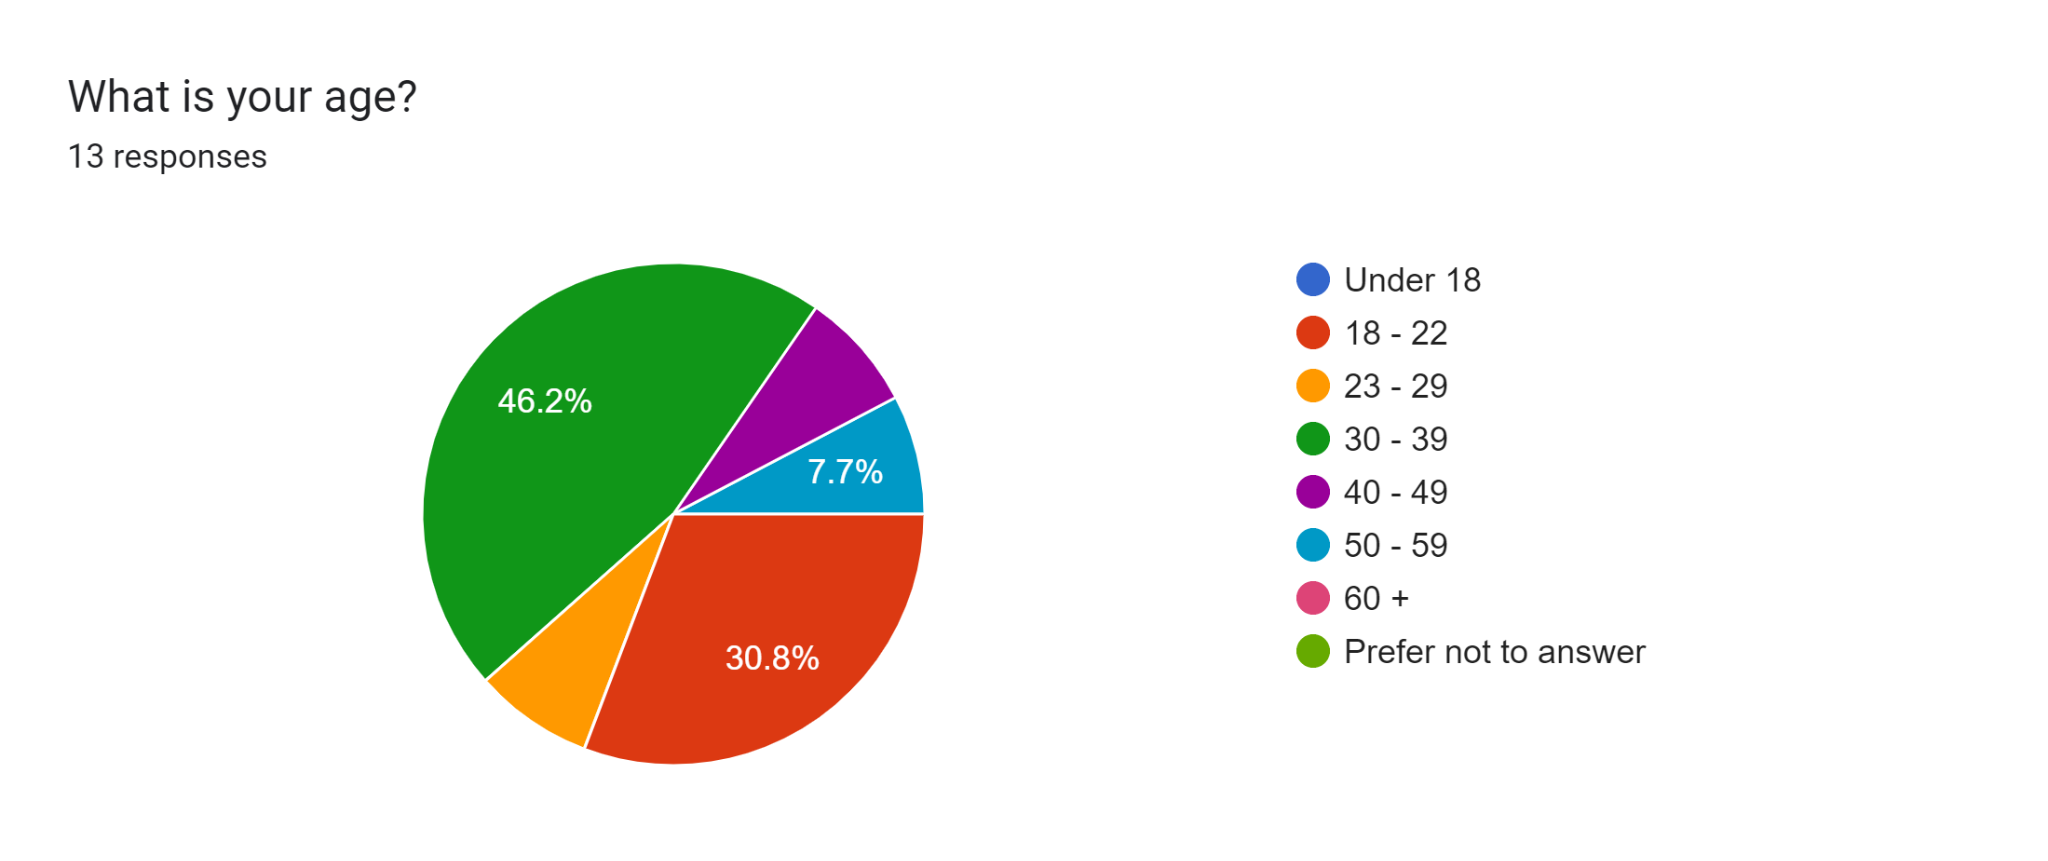 What is your age?
13 responses
46.2%
7.7%
30.8%
Under 18
18 - 22
23 - 29
30 - 39
40 - 49
50 - 59
60 +
Prefer not to answer